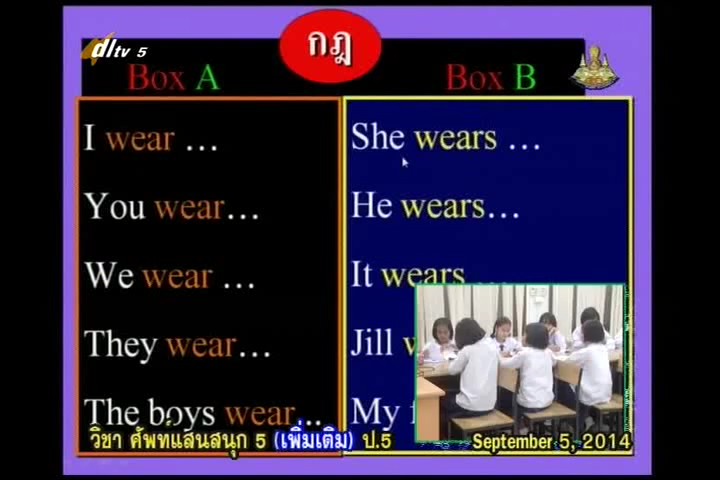 dltv 5
กฎ
Box A
Box B
I wear ...
You wear...
We wear ...
They wear...
The boys wear...
She wears ...
He wears...
It wears ...
Jill
My
วิชา ศัพท์แสนสนุก 5 (เพิ่มเติม) ป.5
September 5, 2014